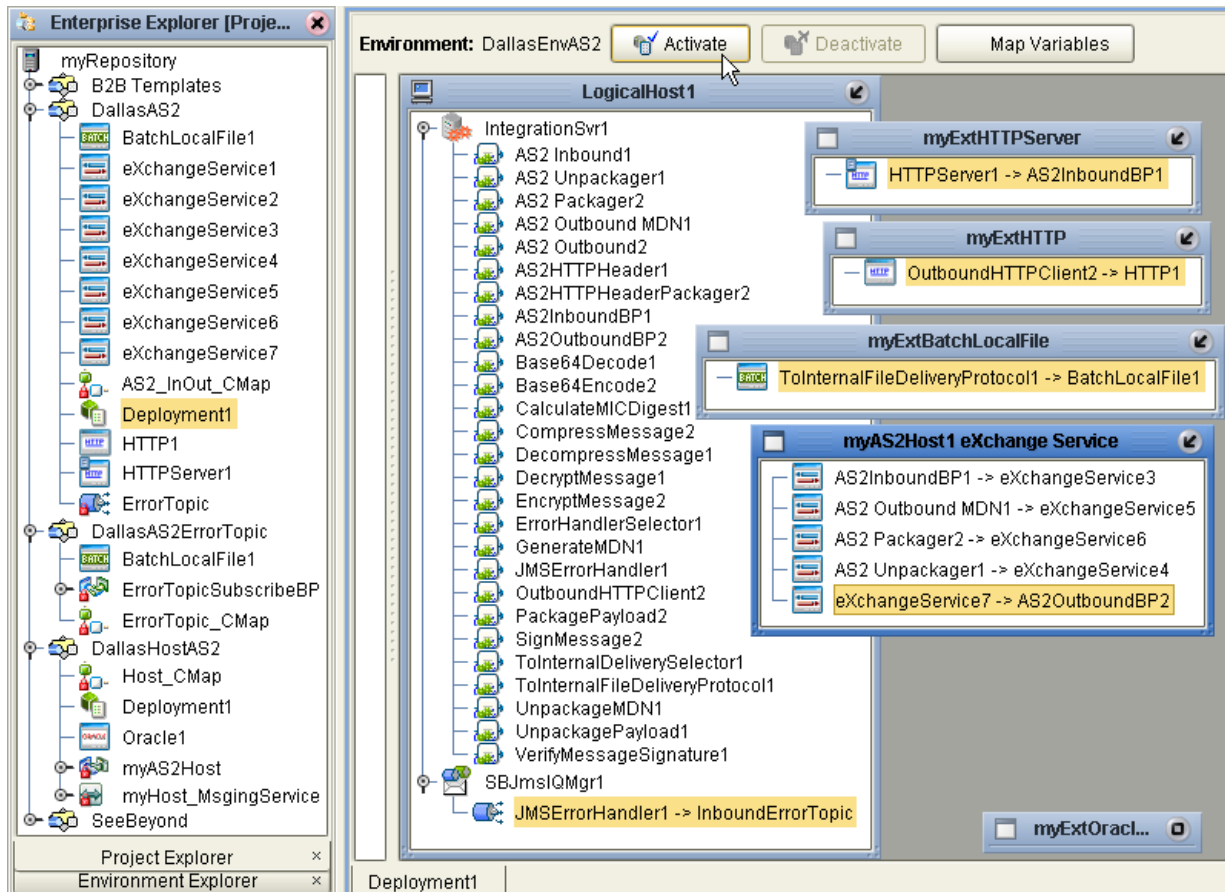 Enterprise Explorer [Proje...
myRepository
B2B Templates
DallasAS2
BatchLocalFile1
eXchangeService1
eXchangeService2
eXchangeService3
eXchangeService4
eXchangeService5
eXchangeService6
eXchangeService7
AS2_InOut_CMap
Deployment1
HTTP1
HTTPServer1
ErrorTopic
DallasAS2ErrorTopic
BatchLocalFile1
ErrorTopicSubscribeBP
ErrorTopic_CMap
DallasHostAS2
Host_CMap
Deployment1
Oracle1
myAS2Host
myHost_MsgingService
SeeBeyond
Project Explorer
Environment Explorer
Environment: DallasEnvAS2
Activate
Deactivate
Map Variables
LogicalHost1
IntegrationSvr1
AS2 Inbound1
AS2 Unpackager1
AS2 Packager2
AS2 Outbound MDN1
AS2 Outbound2
AS2HTTPHeader1
AS2HTTPHeaderPackager2
AS2InboundBP1
AS2OutboundBP2
Base64Decode1
Base64Encode2
CalculateMICDigest1
CompressMessage2
DecompressMessage1
DecryptMessage1
EncryptMessage2
ErrorHandlerSelector1
GenerateMDN1
JMSErrorHandler1
OutboundHTTPClient2
PackagePayload2
SignMessage2
ToInternalDeliverySelector1
ToInternalFileDeliveryProtocol1
UnpackageMDN1
UnpackagePayload1
VerifyMessageSignature1
SBJmsIQMgr1
JMSErrorHandler1 -> InboundErrorTopic
myExtHTTPServer
HTTPServer1 -> AS2InboundBP1
myExtHTTP
OutboundHTTPClient2 -> HTTP1
myExtBatchLocalFile
ToInternalFileDeliveryProtocol1 -> BatchLocalFile1
myAS2Host1 eXchange Service
AS2InboundBP1 -> eXchangeService3
AS2 Outbound MDN1 -> eXchangeService5
AS2 Packager2 -> eXchangeService6
AS2 Unpackager1 -> eXchangeService4
eXchangeService7 -> AS2OutboundBP2
myExtOracl...
Deployment1